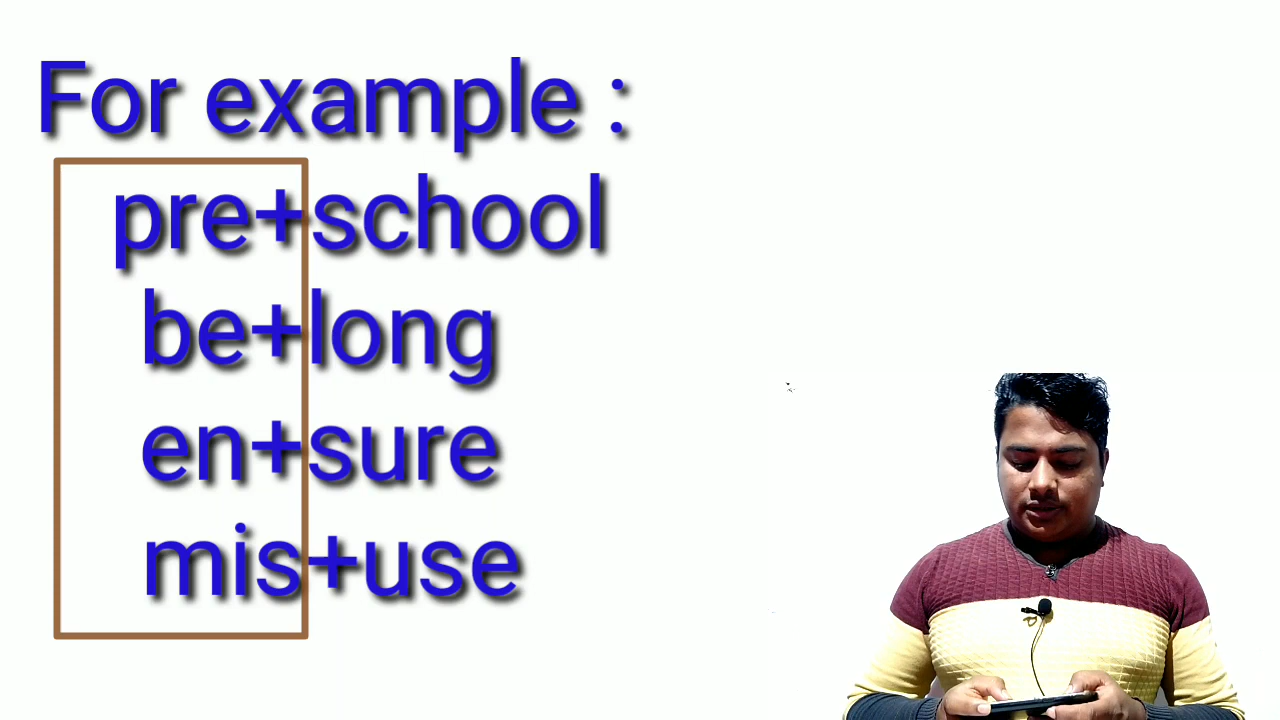 For example :
pre+school
be+long
en+sure
mis+use